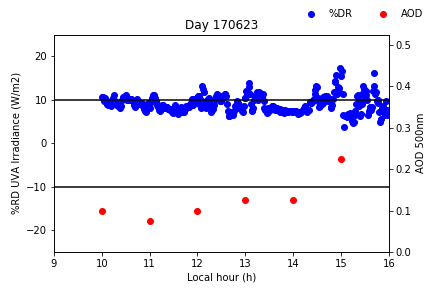 %DR AOD
Day 170623
%RD UVA Irradiance (W/m2)
20
10
0
−10
−20
0.5
0.4
0.3
0.2
0.1
0.0
AOD 500nm
9 10 11 12 13 14 15 16
Local hour (h)